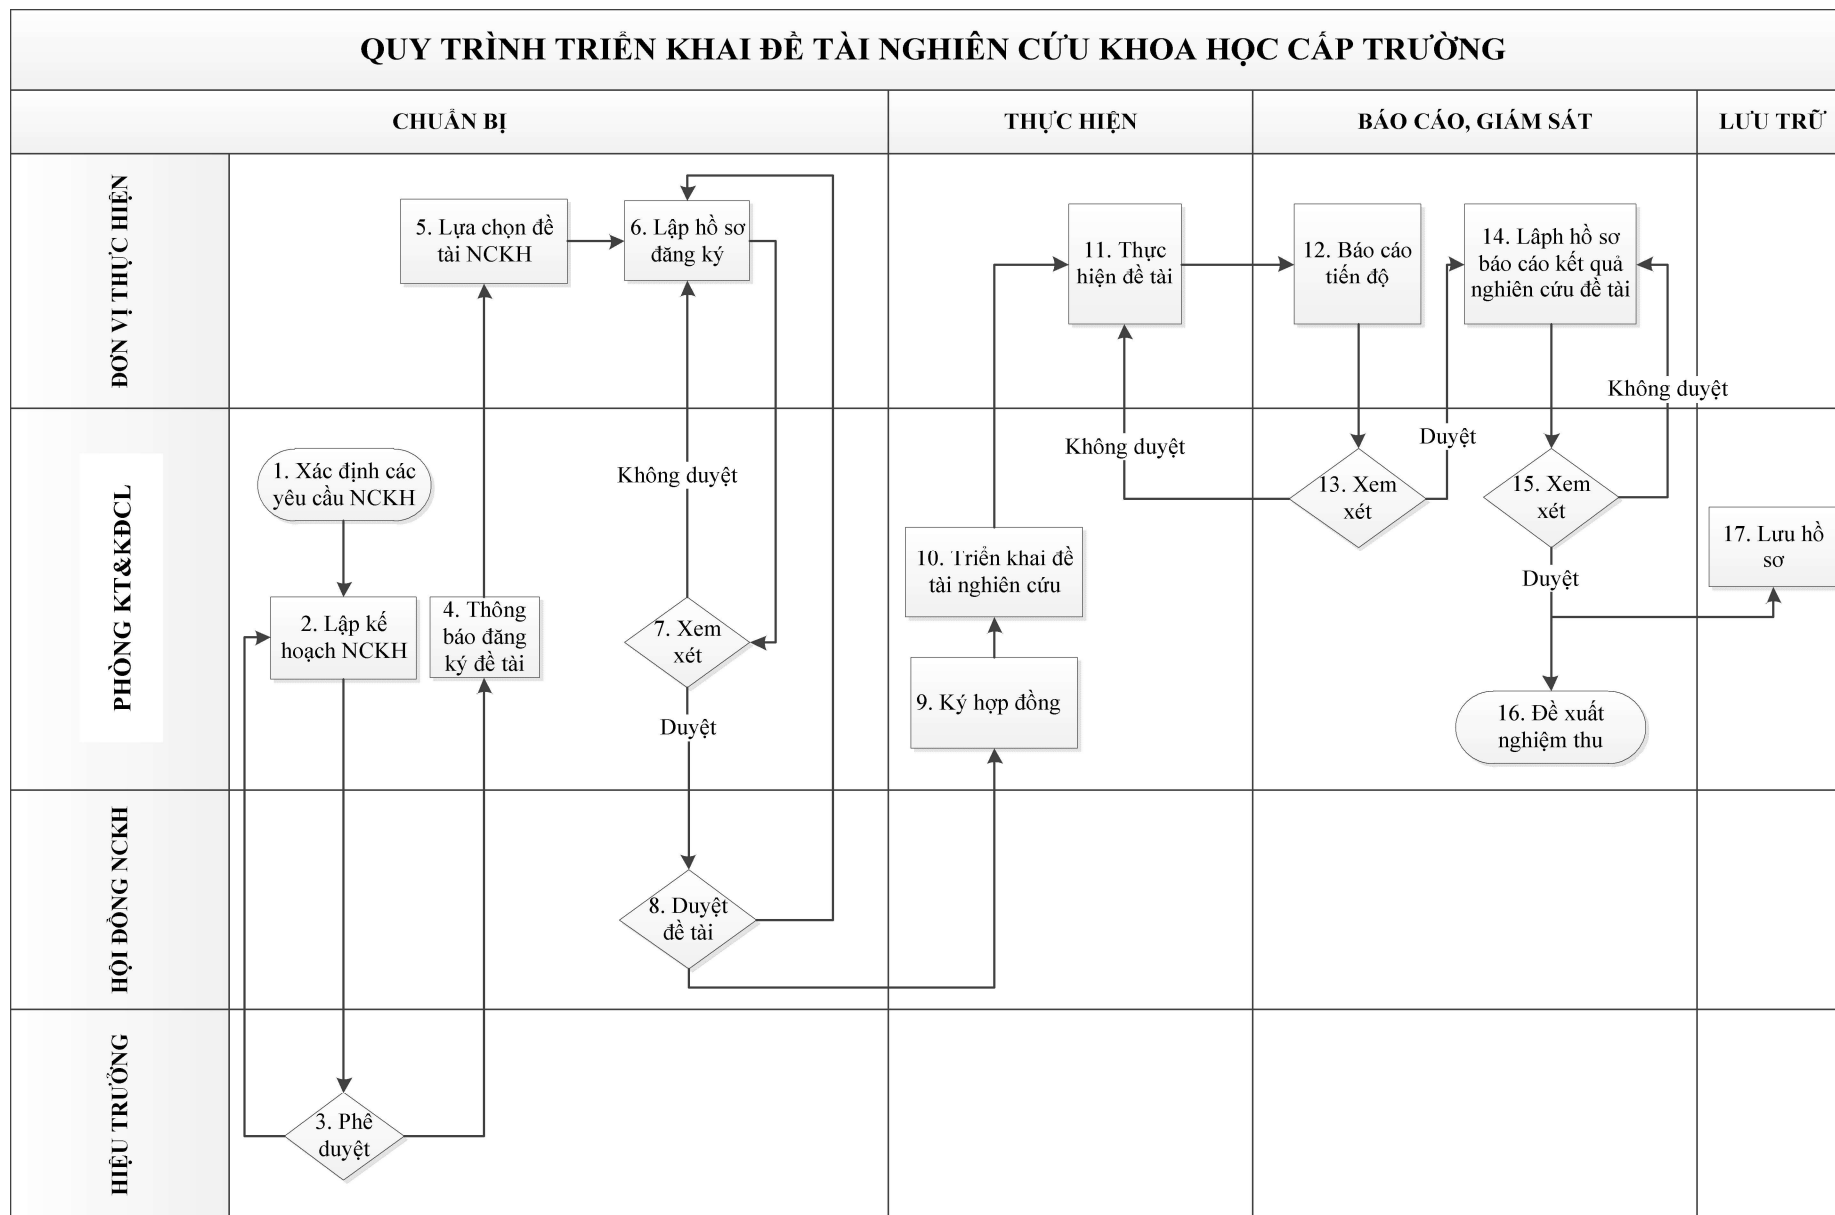 QUY TRÌNH TRIỂN KHAI ĐỀ TÀI NGHIÊN CỨU KHOA HỌC CẤP TRƯỜNG
CHUẨN BỊ
THỰC HIỆN
BÁO CÁO, GIÁM SÁT
LƯU TRỮ
ĐƠN VỊ THỰC HIỆN
5. Lựa chọn đề
tài NCKH
6. Lập hồ sơ
đăng ký
11. Thực
hiện đề tài
12. Báo cáo
tiến độ
14. Lâph hồ sơ
báo cáo kết quả
nghiên cứu đề tài
Không duyệt
PHÒNG KT&KĐCL
1. Xác định các
yêu cầu NCKH
2. Lập kế
hoạch NCKH
4. Thông
báo đăng
ký đề tài
Không duyệt
7. Xem
xét
Duyệt
10. Triển khai đề
tài nghiên cứu
9. Ký hợp đồng
Không duyệt
13. Xem
xét
Duyệt
15. Xem
xét
Duyệt
16. Đề xuất
nghiệm thu
17. Lưu hồ
sơ
HỘI ĐỒNG NCKH
8. Duyệt
đề tài
HIỆU TRƯỞNG
3. Phê
duyệt